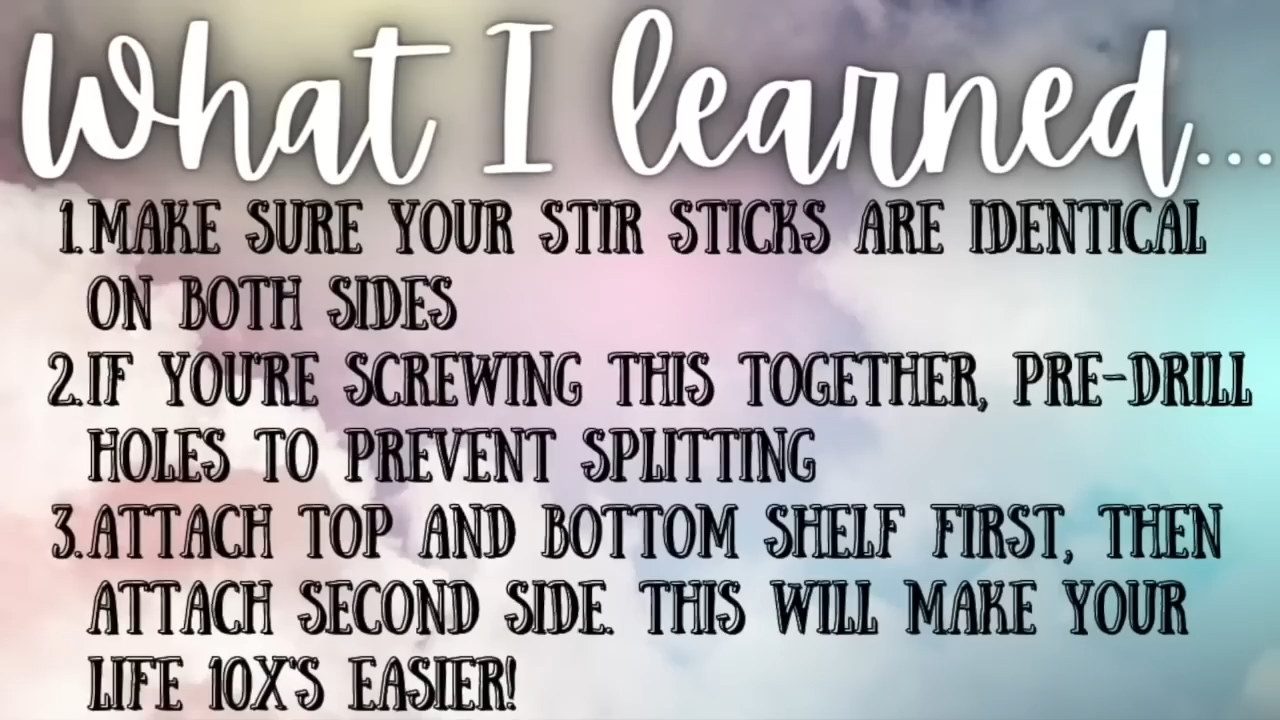 What I learned...
1. MAKE SURE YOUR STIR STICKS ARE IDENTICAL
ON BOTH SIDES
2. IF YOU'RE SCREWING THIS TOGETHER, PRE-DRILL
HOLES TO PREVENT SPLITTING
3. ATTACH TOP AND BOTTOM SHELF FIRST, THEN
ATTACH SECOND SIDE. THIS WILL MAKE YOUR
LIFE 10X'S EASIER!